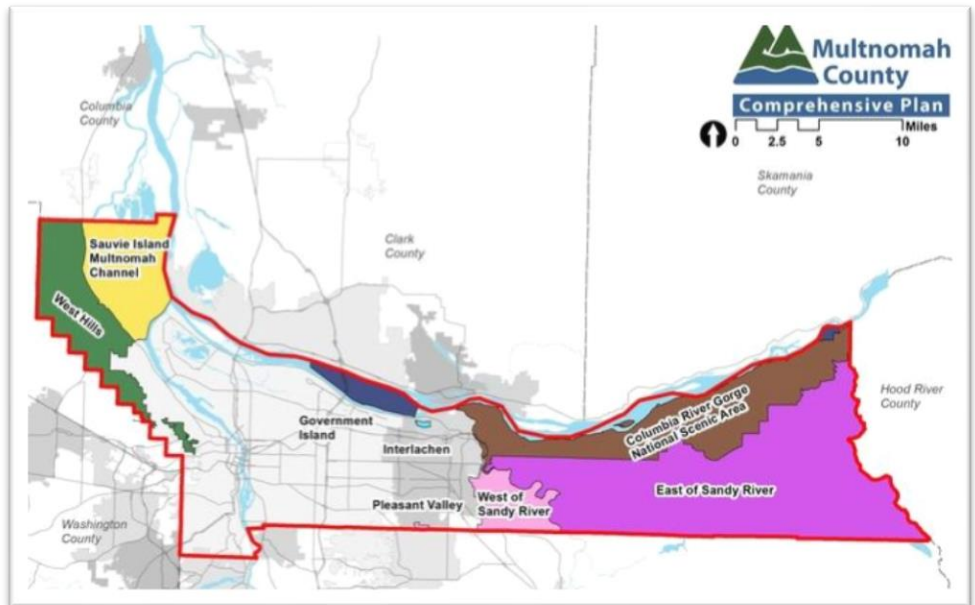 Multnomah
County
Comprehensive Plan
Miles
0 2.5 5 10
Columbia
County
Skamania
County
Sauvie Island
Multnomah
Channel
Clark
County
West Hills
Hood River
County
Columbia River Gorge
National Scenic Area
Government
Island
Interlachen
East of Sandy River
Pleasant Valley
West of
Sandy River
Washington
County